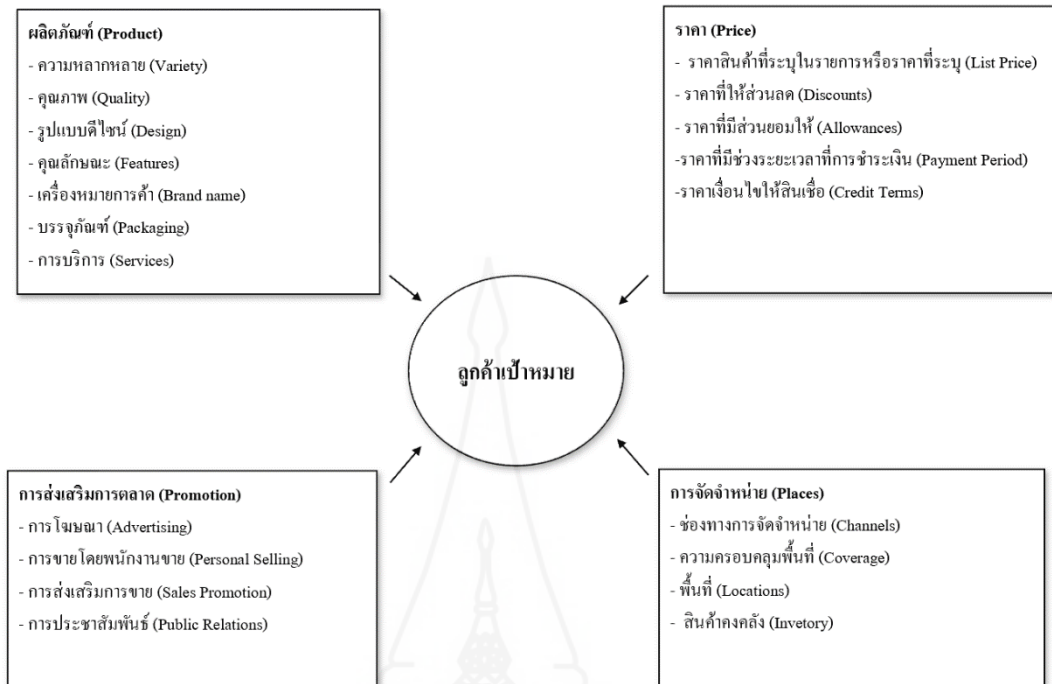 ผลิตภัณฑ์ (Product)
- ความหลากหลาย (Variety)
- คุณภาพ (Quality)
- รูปแบบดีไซน์ (Design)
- คุณลักษณะ (Features)
- เครื่องหมายการค้า (Brand name)
- บรรจุภัณฑ์ (Packaging)
- การบริการ (Services)
ราคา (Price)
- ราคาสินค้าที่ระบุในรายการหรือราคาที่ระบุ (List Price)
- ราคาที่ให้ส่วนลด (Discounts)
- ราคาที่มีส่วนยอมให้ (Allowances)
-ราคาที่มีช่วงระยะเวลาที่การชำระเงิน (Payment Period)
-ราคาเงื่อนไขให้สินเชื่อ (Credit Terms)
ลูกค้าเป้าหมาย
การส่งเสริมการตลาด (Promotion)
- การโฆษณา (Advertising)
- การขายโดยพนักงานขาย (Personal Selling)
- การส่งเสริมการขาย (Sales Promotion)
- การประชาสัมพันธ์ (Public Relations)
การจัดจำหน่าย (Places)
- ช่องทางการจัดจำหน่าย (Channels)
- ความครอบคลุมพื้นที่ (Coverage)
- พื้นที่ (Locations)
- สินค้าคงคลัง (Invetory)